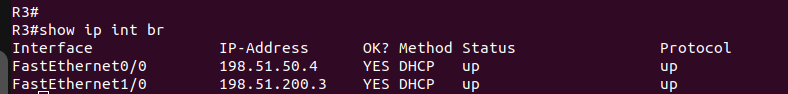 R3#
R3#show ip int br
Interface IP-Address OK? Method Status Protocol
FastEthernet0/0 198.51.50.4 YES DHCP up up
FastEthernet1/0 198.51.200.3 YES DHCP up up